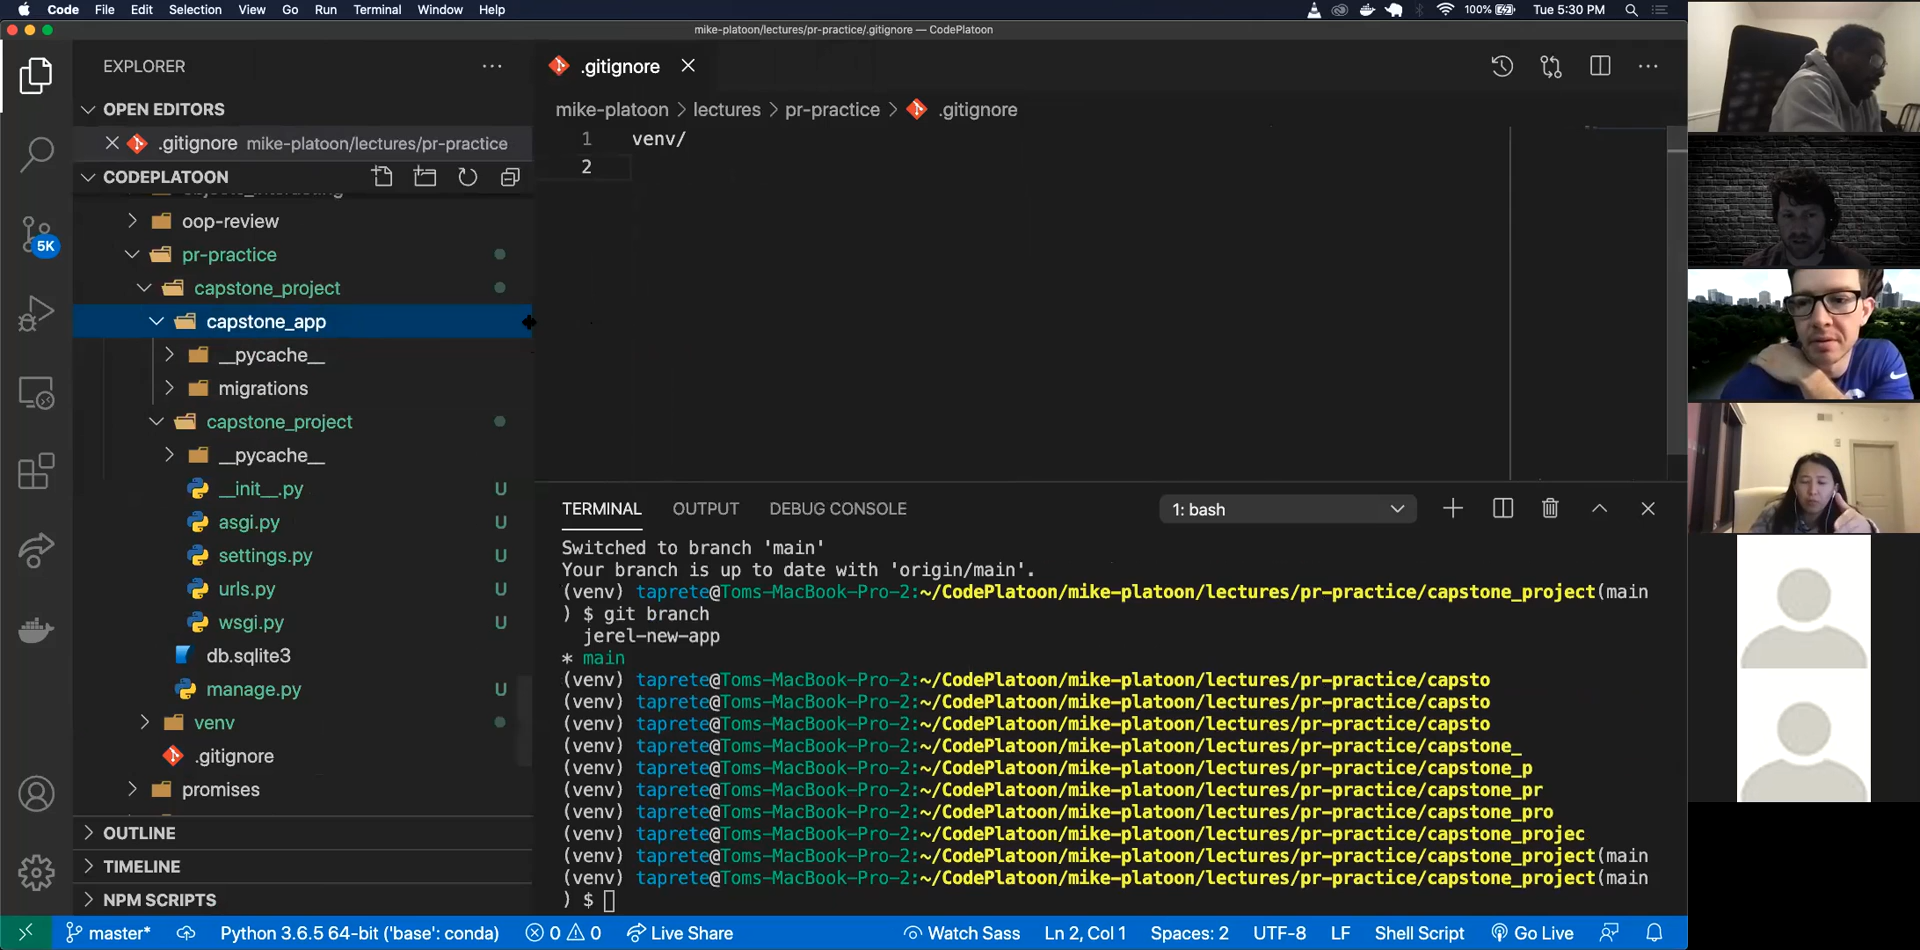 Code File Edit Selection View Go Run Terminal Window Help 100% Tue 5:30 PM
mike-platoon/lectures/pr-practice/.gitignore — CodePlatoon
EXPLORER
.gitignore
OPEN EDITORS
.gitignore mike-platoon/lectures/pr-practice
CODEPLATOON
oop-review
pr-practice
capstone_project
capstone_app
__pycache__
migrations
capstone_project
__pycache__
__init__.py U
asgi.py U
settings.py U
urls.py U
wsgi.py U
db.sqlite3
manage.py U
venv
.gitignore
promises
OUTLINE
TIMELINE
NPM SCRIPTS
5K
mike-platoon > lectures > pr-practice > .gitignore
1 venv/
2
TERMINAL OUTPUT DEBUG CONSOLE 1: bash
Switched to branch 'main'
Your branch is up to date with 'origin/main'.
(venv) taprete@Toms-MacBook-Pro-2:~/CodePlatoon/mike-platoon/lectures/pr-practice/capstone_project(main
) $ git branch
jerel-new-app
* main
(venv) taprete@Toms-MacBook-Pro-2:~/CodePlatoon/mike-platoon/lectures/pr-practice/capsto
(venv) taprete@Toms-MacBook-Pro-2:~/CodePlatoon/mike-platoon/lectures/pr-practice/capsto
(venv) taprete@Toms-MacBook-Pro-2:~/CodePlatoon/mike-platoon/lectures/pr-practice/capsto
(venv) taprete@Toms-MacBook-Pro-2:~/CodePlatoon/mike-platoon/lectures/pr-practice/capstone_
(venv) taprete@Toms-MacBook-Pro-2:~/CodePlatoon/mike-platoon/lectures/pr-practice/capstone_p
(venv) taprete@Toms-MacBook-Pro-2:~/CodePlatoon/mike-platoon/lectures/pr-practice/capstone_pr
(venv) taprete@Toms-MacBook-Pro-2:~/CodePlatoon/mike-platoon/lectures/pr-practice/capstone_pro
(venv) taprete@Toms-MacBook-Pro-2:~/CodePlatoon/mike-platoon/lectures/pr-practice/capstone_projec
(venv) taprete@Toms-MacBook-Pro-2:~/CodePlatoon/mike-platoon/lectures/pr-practice/capstone_project(main
(venv) taprete@Toms-MacBook-Pro-2:~/CodePlatoon/mike-platoon/lectures/pr-practice/capstone_project(main
) $
master* Python 3.6.5 64-bit ('base': conda) 0 0 Live Share Watch Sass Ln 2, Col 1 Spaces: 2 UTF-8 LF Shell Script Go Live